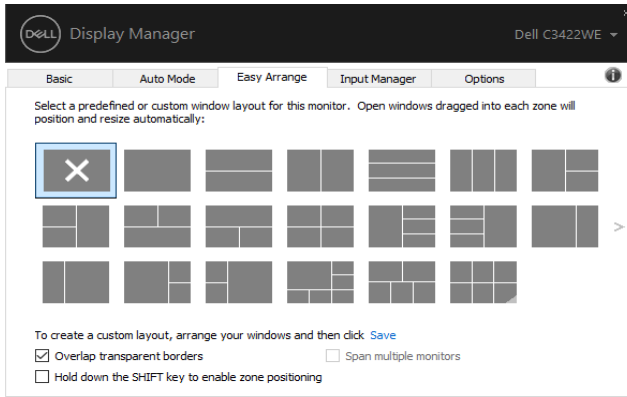 DELL Display Manager Dell C3422WE
Basic Auto Mode Easy Arrange Input Manager Options
Select a predefined or custom window layout for this monitor. Open windows dragged into each zone will
position and resize automatically:
To create a custom layout, arrange your windows and then click Save
Overlap transparent borders Span multiple monitors
Hold down the SHIFT key to enable zone positioning